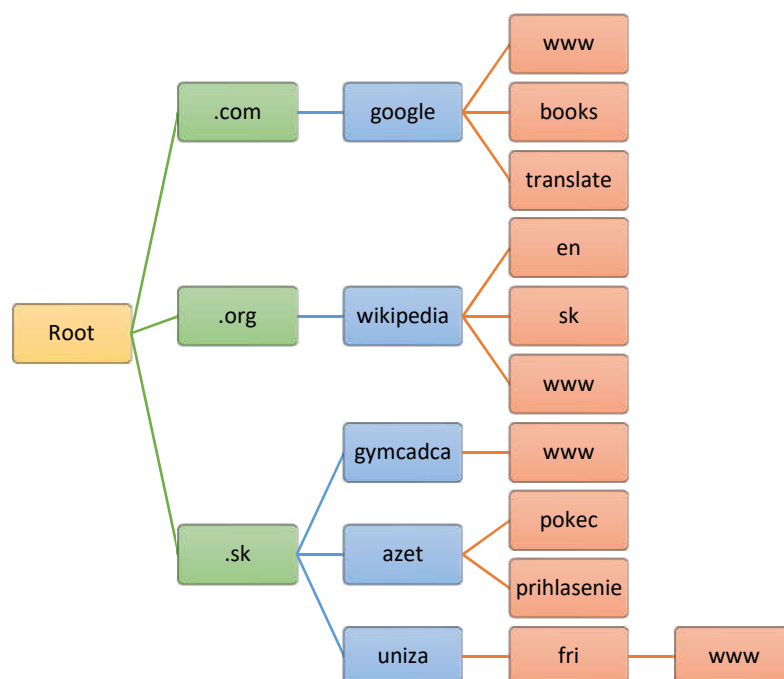 www
.com
google
books
translate
en
Root
.org
wikipedia
sk
www
gymcadca
www
.sk
azet
pokec
prihlasenie
uniza
fri
www